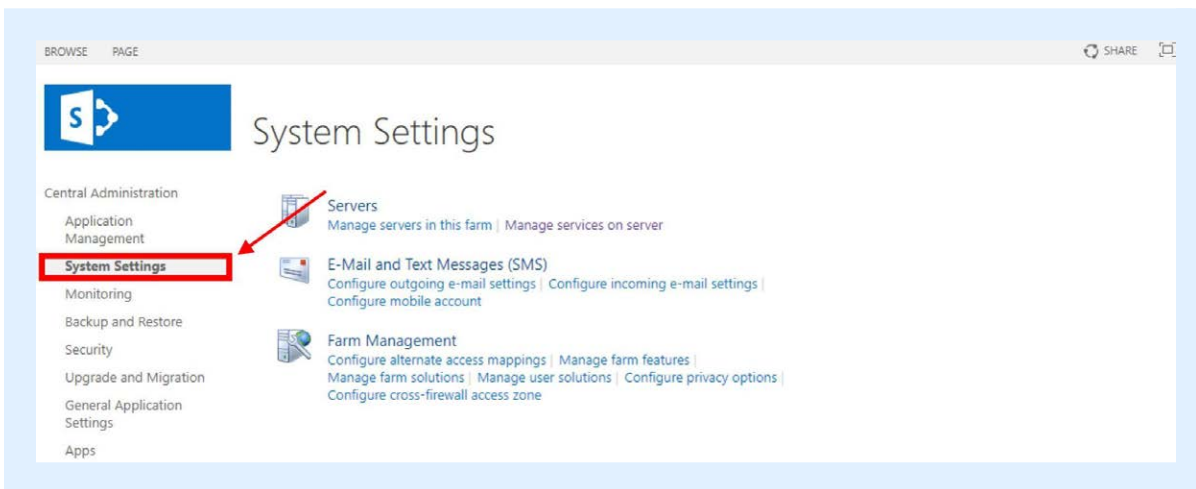 BROWSE PAGE SHARE
S
System Settings
Central Administration
Application
Management
System Settings
Monitoring
Backup and Restore
Security
Upgrade and Migration
General Application
Settings
Apps
Servers
Manage servers in this farm | Manage services on server
E-Mail and Text Messages (SMS)
Configure outgoing e-mail settings | Configure incoming e-mail settings |
Configure mobile account
Farm Management
Configure alternate access mappings | Manage farm features |
Manage farm solutions | Manage user solutions | Configure privacy options |
Configure cross-firewall access zone